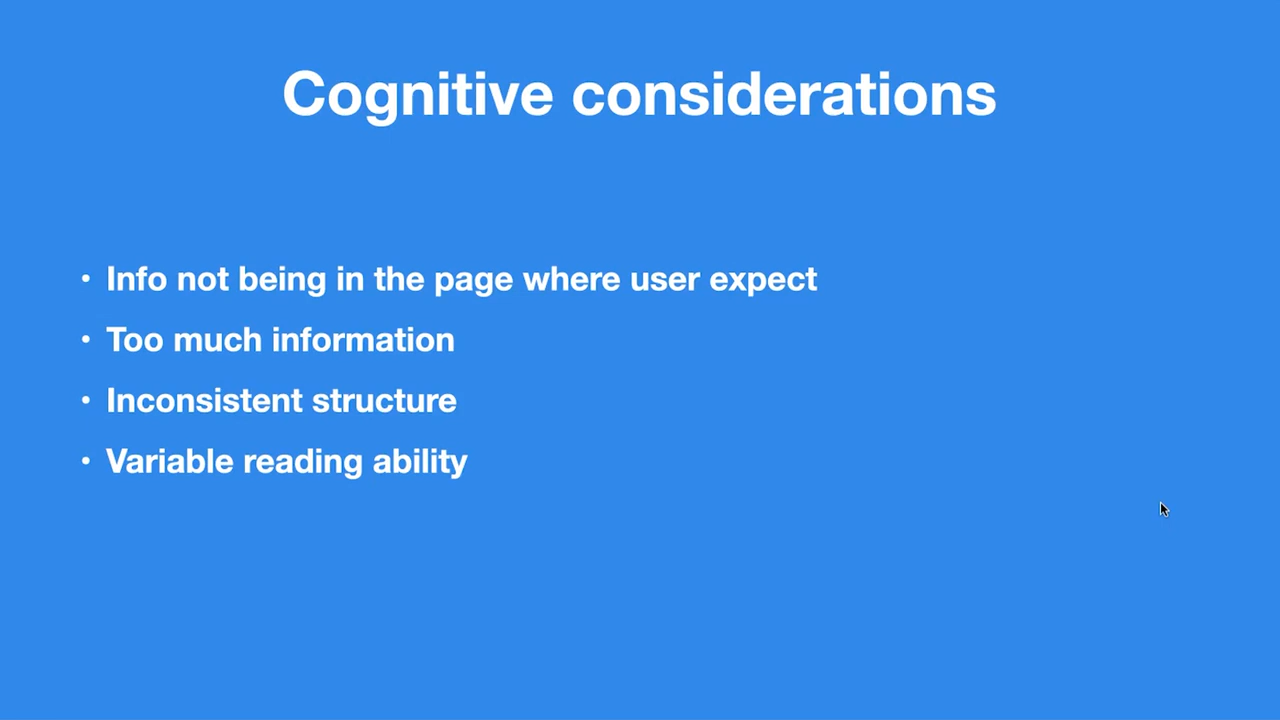 Cognitive considerations
• Info not being in the page where user expect
• Too much information
• Inconsistent structure
• Variable reading ability